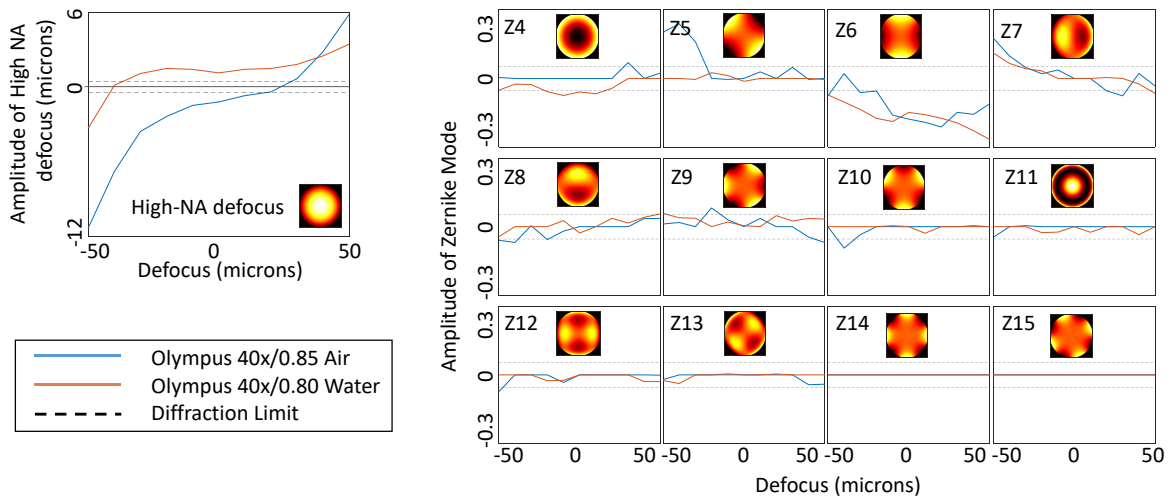 Amplitude of High NA
defocus (microns)
6
0
-12
High-NA defocus
-50
0
50
Defocus (microns)
Olympus 40x/0.85 Air
Olympus 40x/0.80 Water
Diffraction Limit
Amplitude of Zernike Mode
0.3
0
-0.3
Z4
Z5
Z6
Z7
0.3
0
-0.3
Z8
Z9
Z10
Z11
0.3
0
-0.3
Z12
Z13
Z14
Z15
-50
0
50
-50
0
50
-50
0
50
-50
0
50
Defocus (microns)